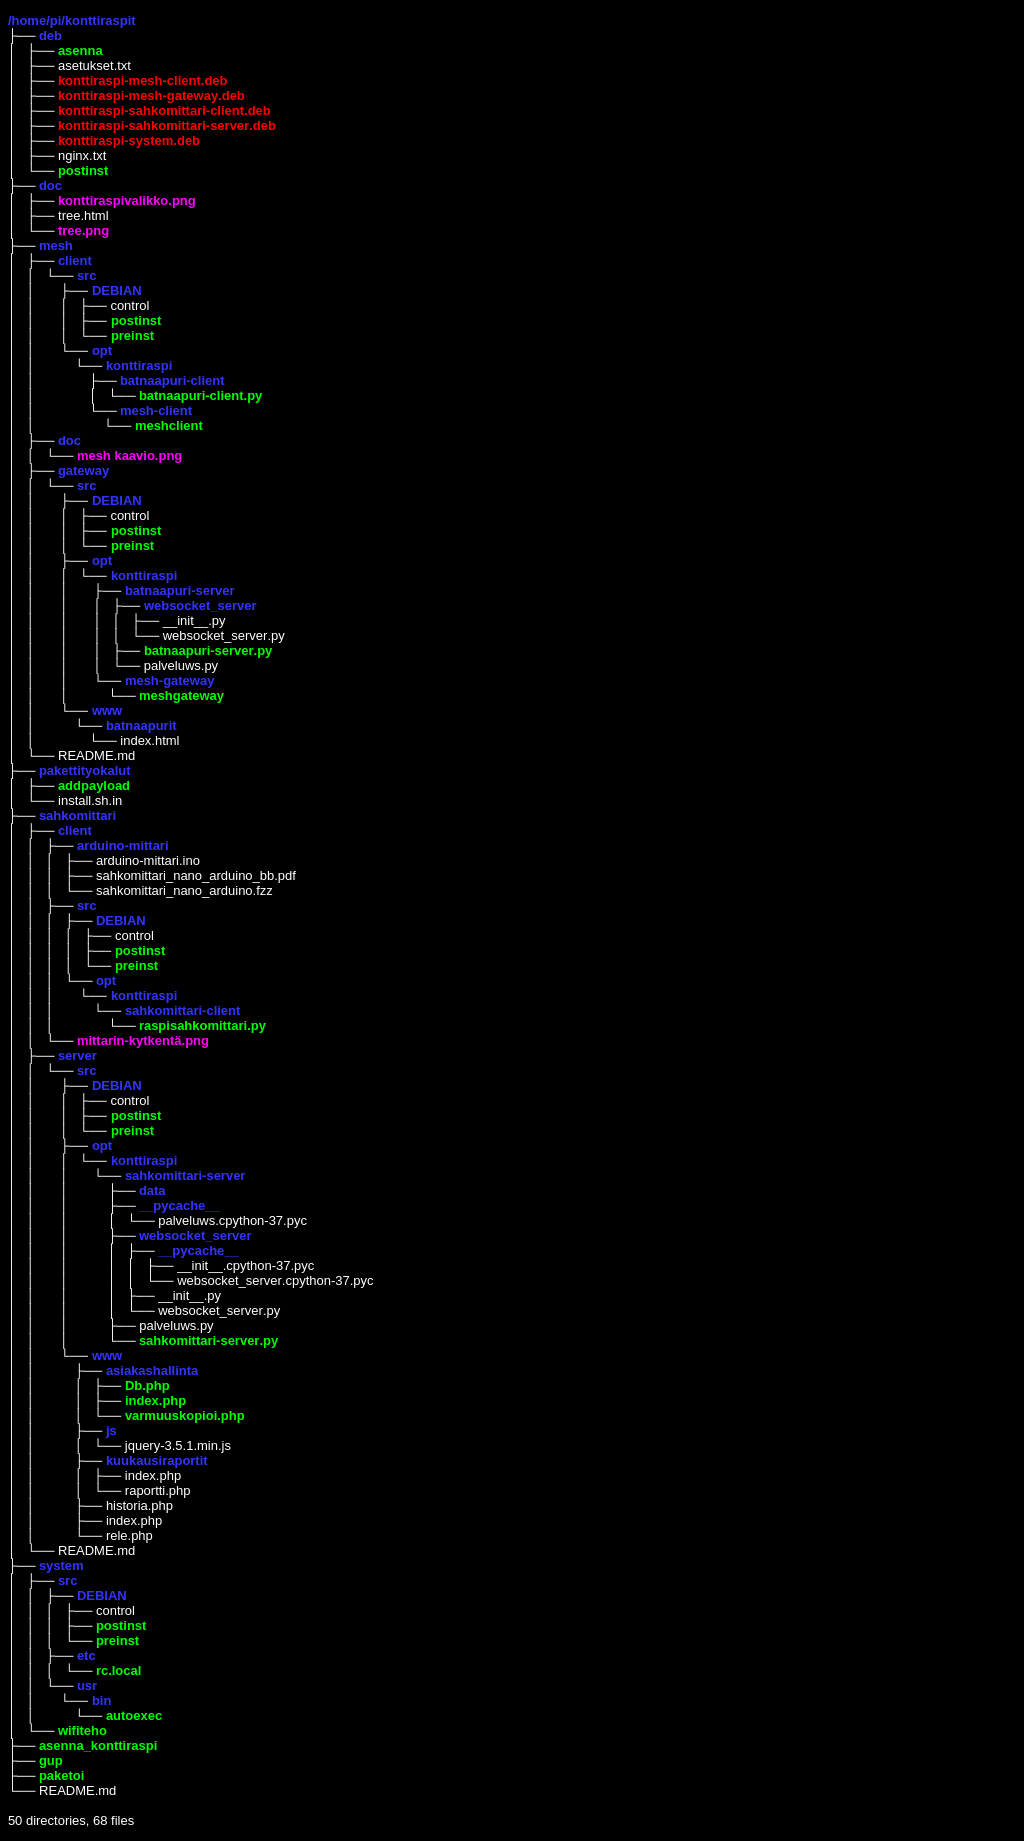 /home/pi/konttiraspit
├── deb
│   ├── asenna
│   ├── asetukset.txt
│   ├── konttiraspi-mesh-client.deb
│   ├── konttiraspi-mesh-gateway.deb
│   ├── konttiraspi-sahkomittari-client.deb
│   ├── konttiraspi-sahkomittari-server.deb
│   ├── konttiraspi-system.deb
│   ├── nginx.txt
│   └── postinst
├── doc
│   ├── konttiraspivalikko.png
│   ├── tree.html
│   └── tree.png
├── mesh
│   ├── client
│   │   └── src
│   │       ├── DEBIAN
│   │       │   ├── control
│   │       │   ├── postinst
│   │       │   └── preinst
│   │       └── opt
│   │           └── konttiraspi
│   │               ├── batnaapuri-client
│   │               │   └── batnaapuri-client.py
│   │               └── mesh-client
│   │                   └── meshclient
│   ├── doc
│   │   └── mesh kaavio.png
│   ├── gateway
│   │   └── src
│   │       ├── DEBIAN
│   │       │   ├── control
│   │       │   ├── postinst
│   │       │   └── preinst
│   │       ├── opt
│   │       │   └── konttiraspi
│   │       │       ├── batnaapuri-server
│   │       │       │   ├── websocket_server
│   │       │       │   │   ├── __init__.py
│   │       │       │   │   └── websocket_server.py
│   │       │       │   ├── batnaapuri-server.py
│   │       │       │   └── palveluws.py
│   │       │       └── mesh-gateway
│   │       │           └── meshgateway
│   │       └── www
│   │           └── batnaapurit
│   │               └── index.html
│   └── README.md
├── pakettityokalut
│   ├── addpayload
│   └── install.sh.in
├── sahkomittari
│   ├── client
│   │   ├── arduino-mittari
│   │   │   ├── arduino-mittari.ino
│   │   │   ├── sahkomittari_nano_arduino_bb.pdf
│   │   │   └── sahkomittari_nano_arduino.fzz
│   │   ├── src
│   │   │   ├── DEBIAN
│   │   │   │   ├── control
│   │   │   │   ├── postinst
│   │   │   │   └── preinst
│   │   │   └── opt
│   │   │       └── konttiraspi
│   │   │           └── sahkomittari-client
│   │   │               └── raspisahkomittari.py
│   │   └── mittarin-kytkentä.png
│   ├── server
│   │   └── src
│   │       ├── DEBIAN
│   │       │   ├── control
│   │       │   ├── postinst
│   │       │   └── preinst
│   │       ├── opt
│   │       │   └── konttiraspi
│   │       │       └── sahkomittari-server
│   │       │           ├── data
│   │       │           ├── __pycache__
│   │       │           │   └── palveluws.cpython-37.pyc
│   │       │           ├── websocket_server
│   │       │           │   ├── __pycache__
│   │       │           │   │   ├── __init__.cpython-37.pyc
│   │       │           │   │   └── websocket_server.cpython-37.pyc
│   │       │           │   ├── __init__.py
│   │       │           │   └── websocket_server.py
│   │       │           ├── palveluws.py
│   │       │           └── sahkomittari-server.py
│   │       └── www
│   │           ├── asiakashallinta
│   │           │   ├── Db.php
│   │           │   ├── index.php
│   │           │   └── varmuuskopioi.php
│   │           ├── js
│   │           │   └── jquery-3.5.1.min.js
│   │           ├── kuukausiraportit
│   │           │   ├── index.php
│   │           │   └── raportti.php
│   │           ├── historia.php
│   │           ├── index.php
│   │           └── rele.php
│   └── README.md
├── system
│   ├── src
│   │   ├── DEBIAN
│   │   │   ├── control
│   │   │   ├── postinst
│   │   │   └── preinst
│   │   ├── etc
│   │   │   └── rc.local
│   │   └── usr
│   │       └── bin
│   │           └── autoexec
│   └── wifiteho
├── asenna_konttiraspi
├── gup
├── paketoi
└── README.md

50 directories, 68 files